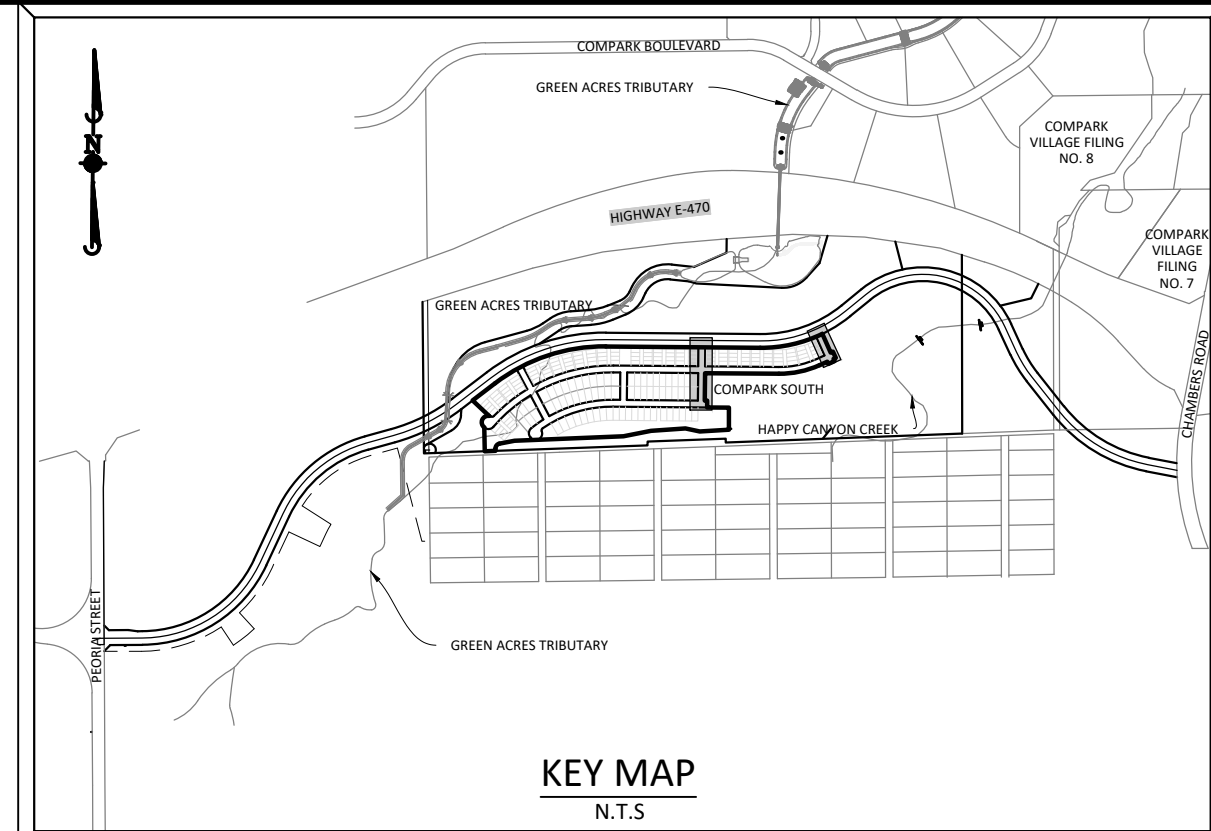 COMPARK BOULEVARD
GREEN ACRES TRIBUTARY
N
COMPARK
VILLAGE FILING
NO. 8
HIGHWAY E-470
COMPARK
VILLAGE
FILING
NO. 7
GREEN ACRES TRIBUTARY
COMPARK SOUTH
CHAMBERS ROAD
HAPPY CANYON CREEK
PEORIA STREET
GREEN ACRES TRIBUTARY
KEY MAP
N.T.S